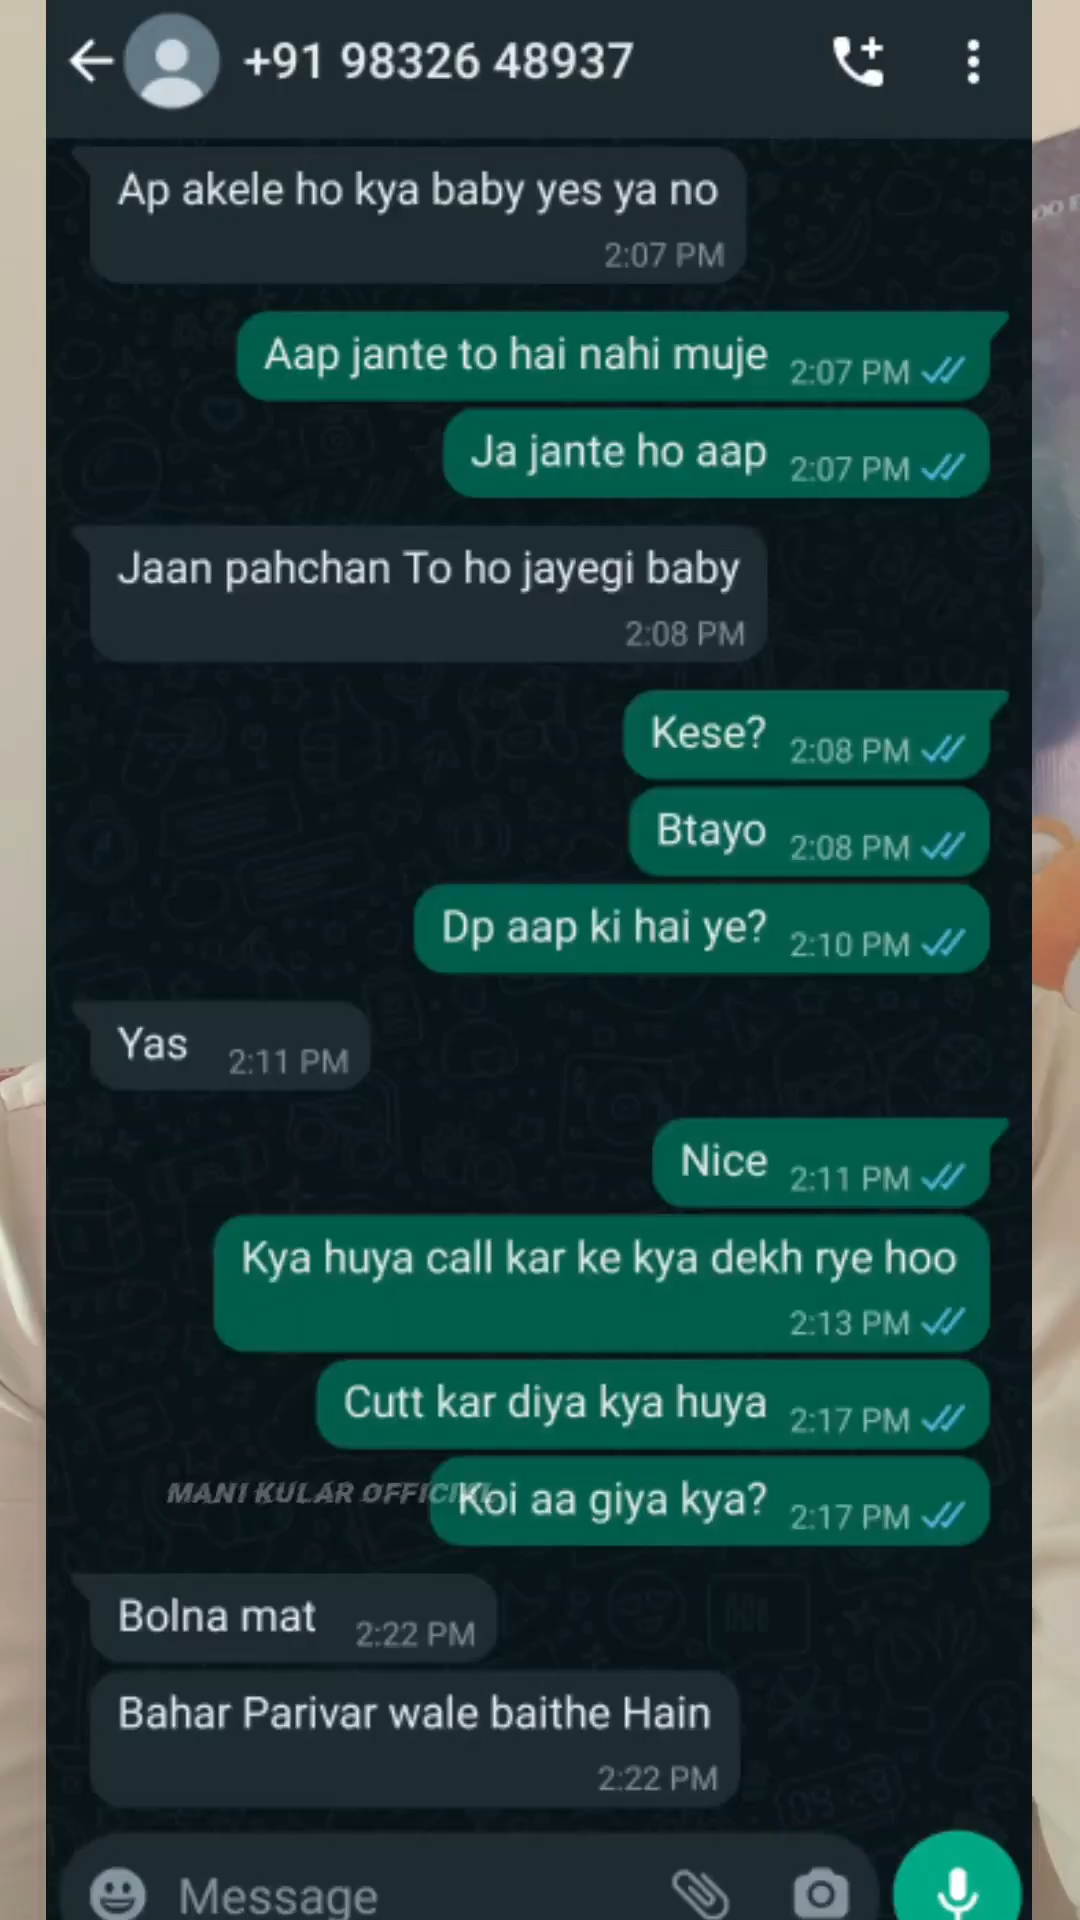 +91 98326 48937
Ap akele ho kya baby yes ya no
2:07 PM
Aap jante to hai nahi muje 2:07 PM
Ja jante ho aap 2:07 PM
Jaan pahchan To ho jayegi baby
2:08 PM
Kese? 2:08 PM
Btayo 2:08 PM
Dp aap ki hai ye? 2:10 PM
Yas 2:11 PM
Nice 2:11 PM
Kya huya call kar ke kya dekh rye hoo
2:13 PM
Cutt kar diya kya huya 2:17 PM
MANI KULAR
Koi aa giya kya? 2:17 PM
Bolna mat 2:22 PM
Bahar Parivar wale baithe Hain
2:22 PM
Message